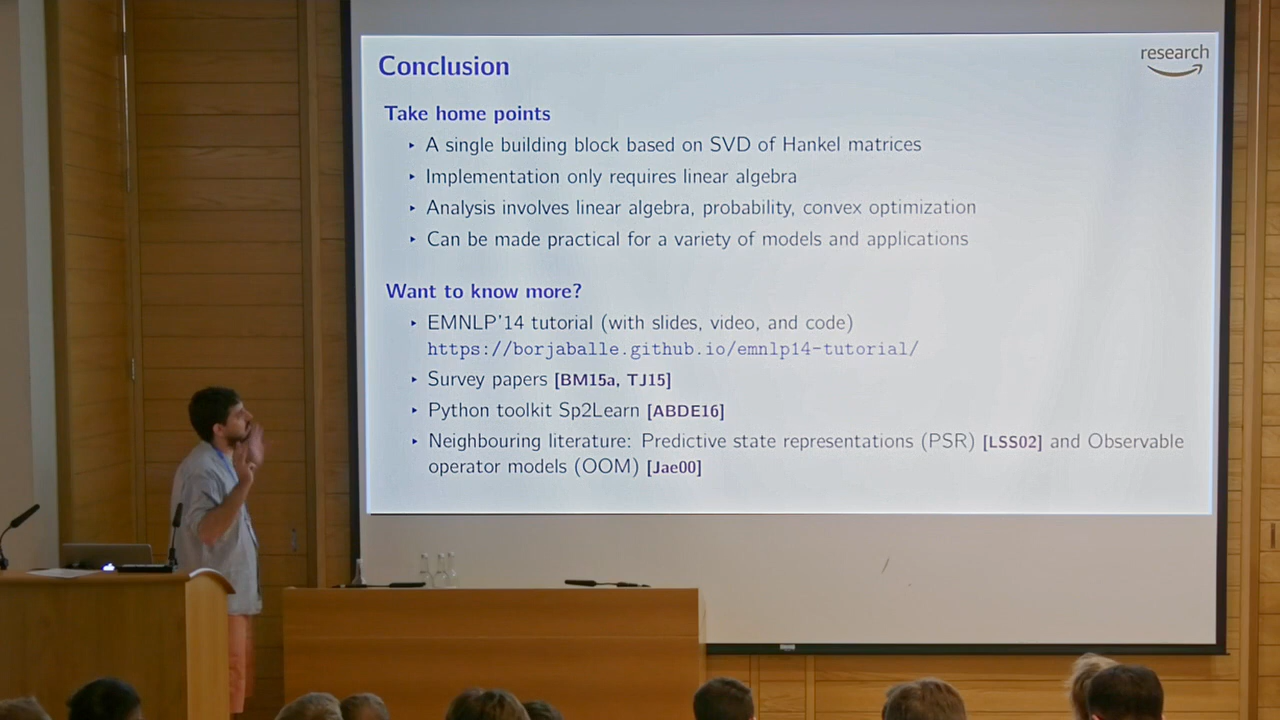 research
Conclusion
Take home points
‣ A single building block based on SVD of Hankel matrices
‣ Implementation only requires linear algebra
‣ Analysis involves linear algebra, probability, convex optimization
‣ Can be made practical for a variety of models and applications
Want to know more?
‣ EMNLP'14 tutorial (with slides, video, and code)
https://borjaballe.github.io/emnlp14-tutorial/
‣ Survey papers [BM15a, TJ15]
‣ Python toolkit Sp2Learn [ABDE16]
‣ Neighbouring literature: Predictive state representations (PSR) [LSS02] and Observable
operator models (OOM) [Jae00]